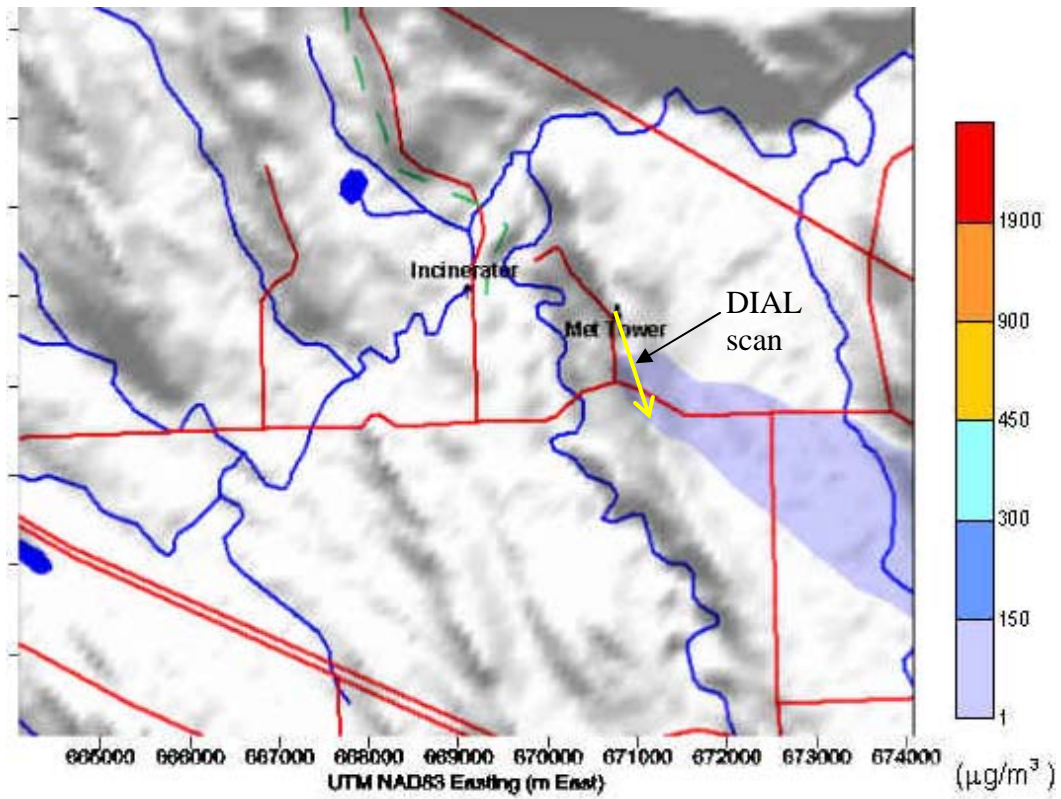 Incinerator
Met Tower
DIAL
scan
1900
900
450
300
150
1
(µg/m³)
665000 666000 667000 668000 669000 670000 671000 672000 673000 674000
UTM NAD83 Easting (m East)